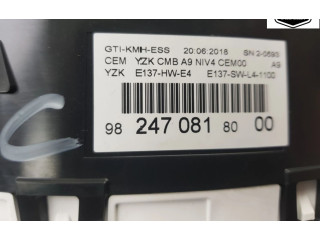 GTI-KMH-ESS 20:06:2018 SN 2-0693
CEM YZK CMB A9 NIV4 CEM00 A9
YZK E137-HW-E4 E137-SW-L4-1100
98 247 081 80 00
C